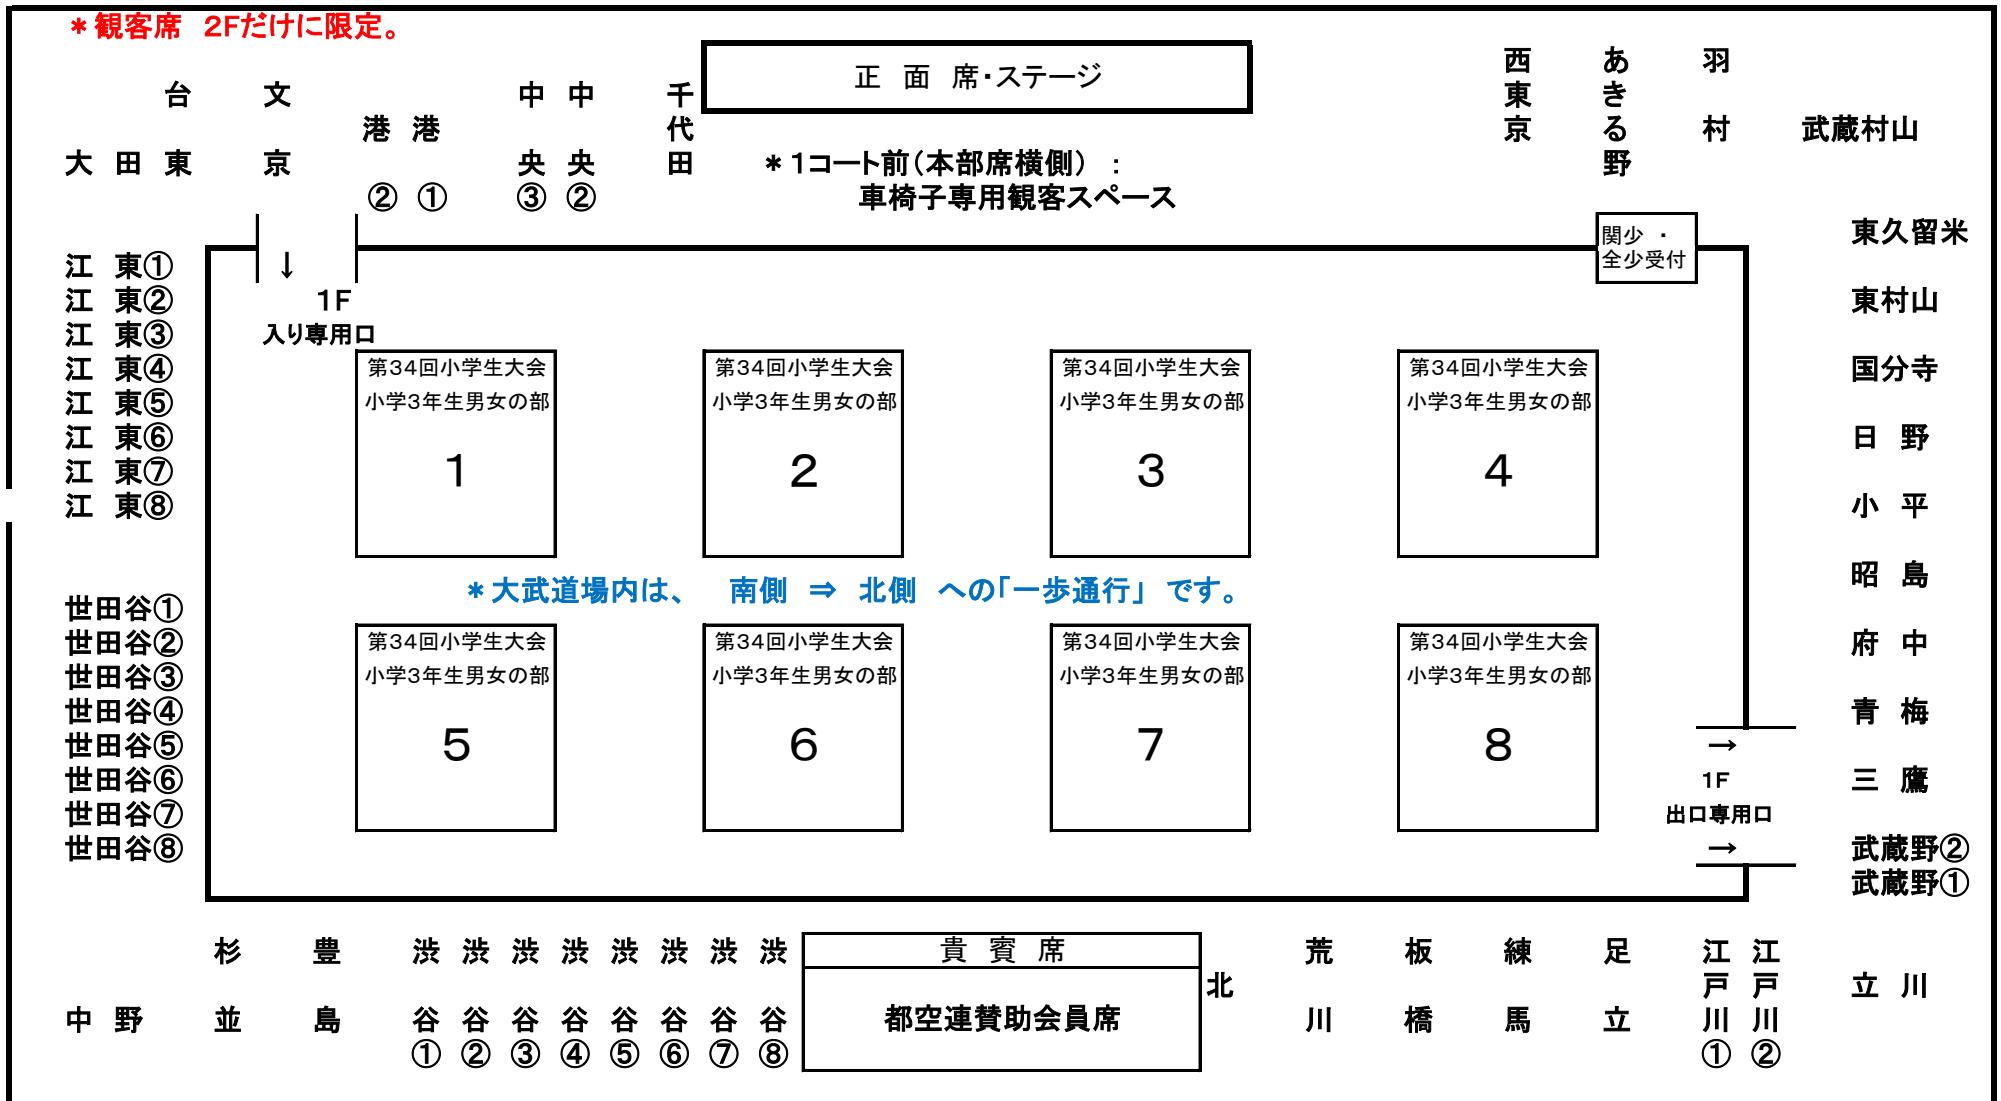 ＊観客席　２Fだけに限定。
正　面　席・ステージ
大　田
台東
文京
港②
港①
中央③
中央②
千代田
＊１コート前（本部席横側）：
車椅子専用観客スペース
西東京
あきる野
羽村
武蔵村山
関少　・
全少受付
↓
１F
入り専用口
江　東①
江　東②
江　東③
江　東④
江　東⑤
江　東⑥
江　東⑦
江　東⑧
世田谷①
世田谷②
世田谷③
世田谷④
世田谷⑤
世田谷⑥
世田谷⑦
世田谷⑧
第３４回小学生大会
小学３年生男女の部
１
第３４回小学生大会
小学３年生男女の部
２
第３４回小学生大会
小学３年生男女の部
３
第３４回小学生大会
小学３年生男女の部
４
＊大武道場内は、　南側　⇒　北側　への「一歩通行」です。
第３４回小学生大会
小学３年生男女の部
５
第３４回小学生大会
小学３年生男女の部
６
第３４回小学生大会
小学３年生男女の部
７
第３４回小学生大会
小学３年生男女の部
８
→
１F
出口専用口
→
東久留米
東村山
国分寺
日　野
小　平
昭　島
府　中
青　梅
三　鷹
武蔵野②
武蔵野①
中　野
杉並
豊島
渋谷①
渋谷②
渋谷③
渋谷④
渋谷⑤
渋谷⑥
渋谷⑦
渋谷⑧
貴　賓　席
都空連賛助会員席
北
荒川
板橋
練馬
足立
江戸川①
江戸川②
立　川